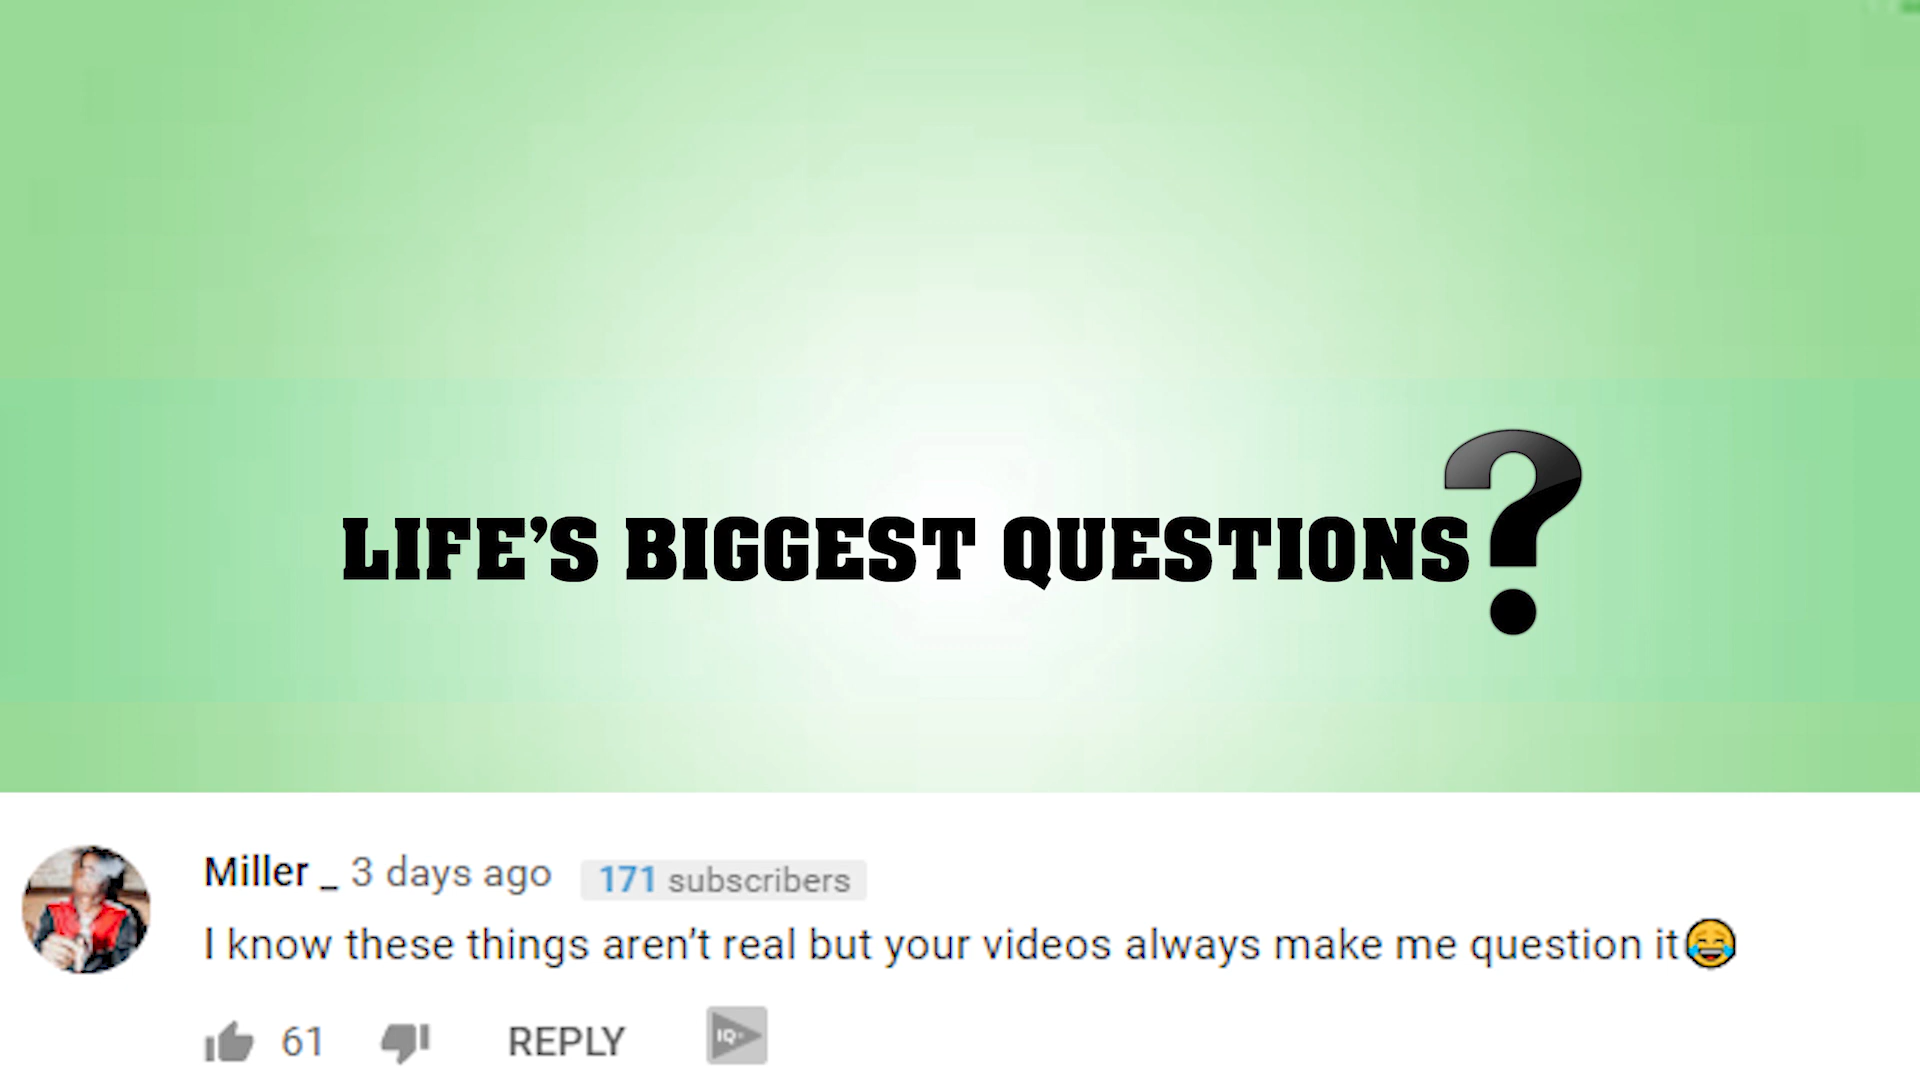 LIFE’S BIGGEST QUESTIONS?
Miller _ 3 days ago 171 subscribers
I know these things aren’t real but your videos always make me question it😂
61 REPLY IQ